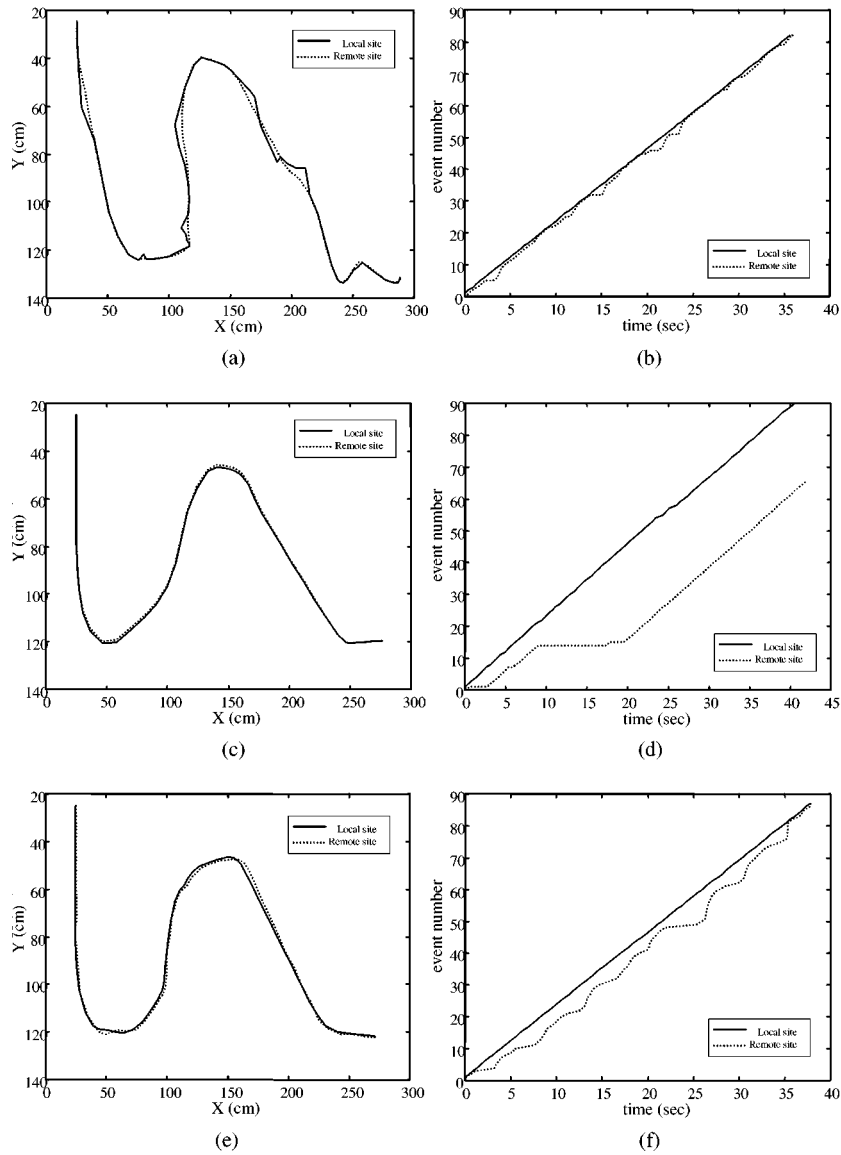 20
40
60
80
100
120
140
Y (cm)
Local site
Remote site
0 50 100 150 200 250 300
X (cm)
(a)
90
80
70
60
50
40
30
20
10
0
event number
Local site
Remote site
0 5 10 15 20 25 30 35 40
time (sec)
(b)
20
40
60
80
100
120
140
Y (cm)
Local site
Remote site
0 50 100 150 200 250 300
X (cm)
(c)
90
80
70
60
50
40
30
20
10
0
event number
Local site
Remote site
0 5 10 15 20 25 30 35 40 45
time (sec)
(d)
20
40
60
80
100
120
140
Y (cm)
Local site
Remote site
0 50 100 150 200 250 300
X (cm)
(e)
90
80
70
60
50
40
30
20
10
0
event number
Local site
Remote site
0 5 10 15 20 25 30 35 40
time (sec)
(f)